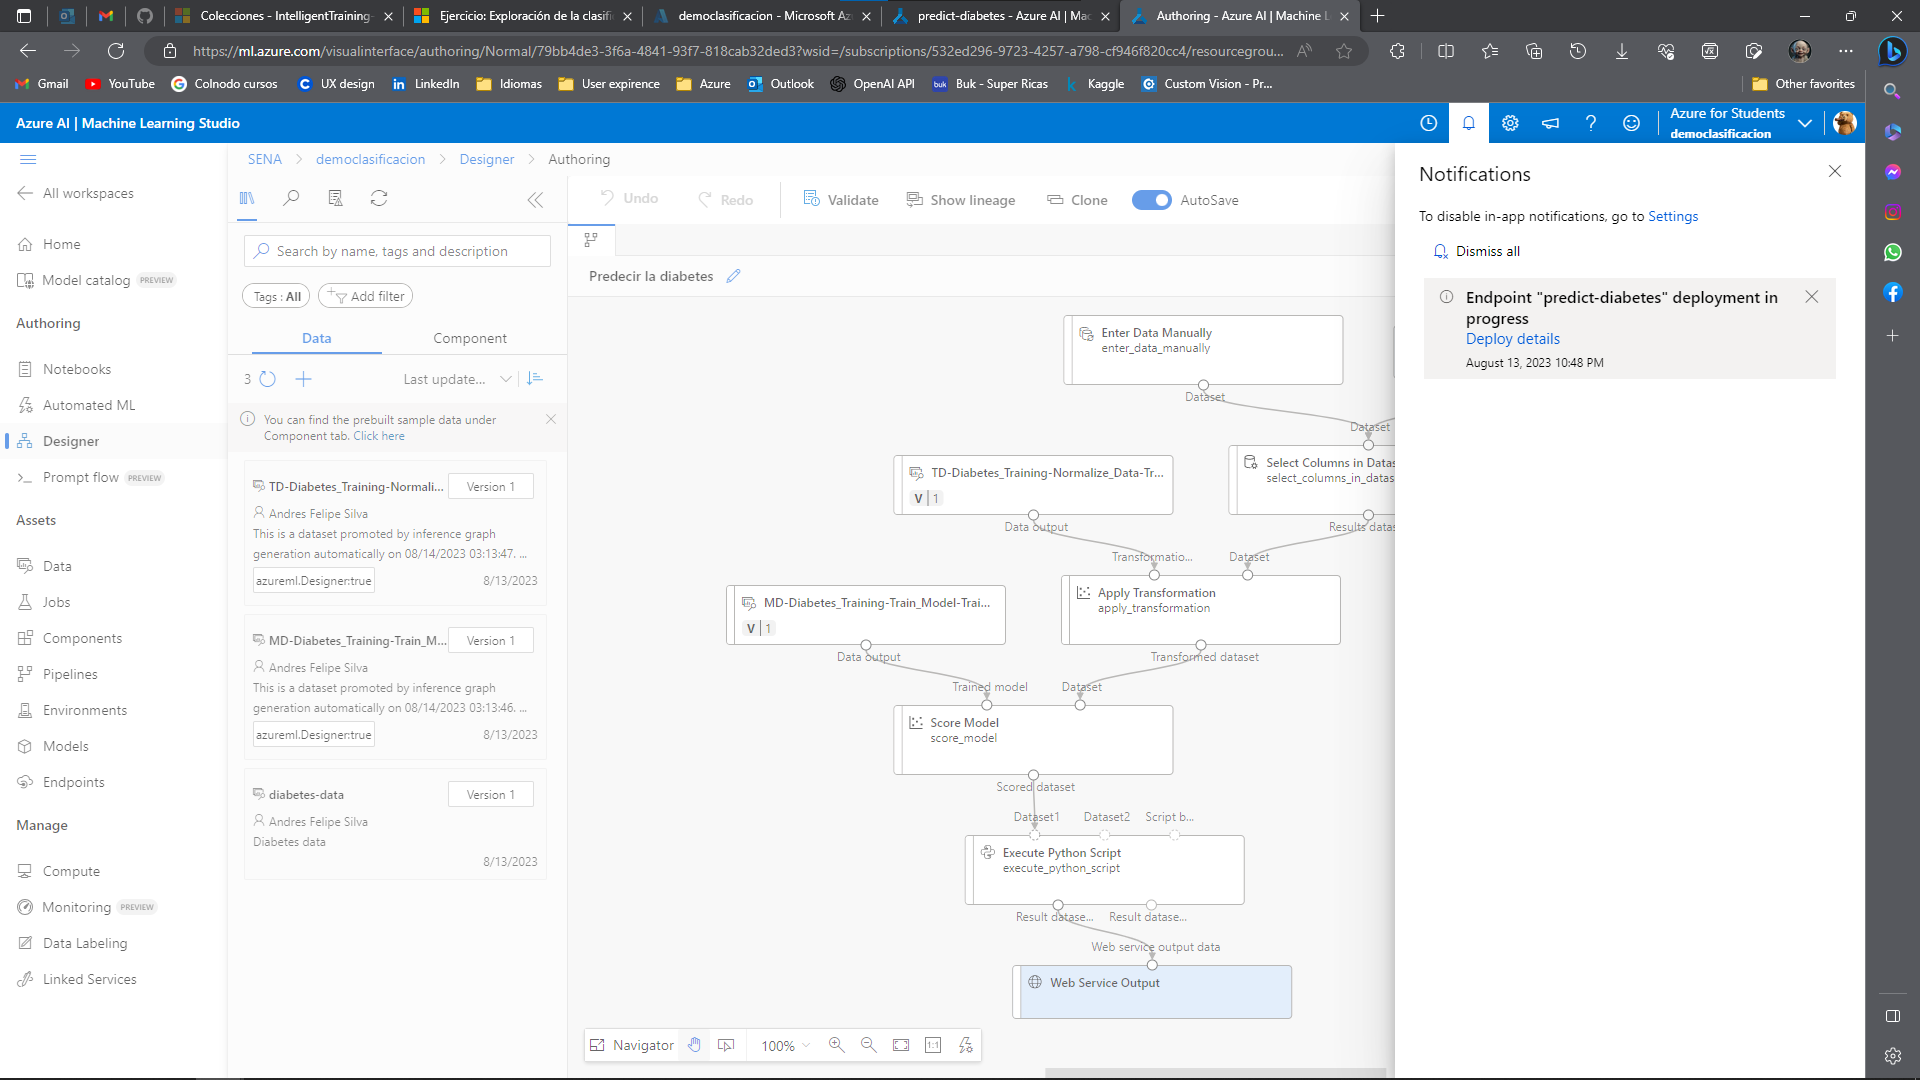 Colecciones - IntelligentTraining-
Ejercicio: Exploración de la clasifi
democlasificacion - Microsoft Az
predict-diabetes - Azure AI | Mac
Authoring - Azure AI | Machine L
https://ml.azure.com/visualinterface/authoring/Normal/79bb4de3-3f6a-4841-93f7-818cab32ded3?wsid=/subscriptions/532ed296-9723-4257-a798-cf946f820cc4/resourcegrou...
Gmail
YouTube
Colnodo cursos
UX design
LinkedIn
Idiomas
User expirence
Azure
Outlook
OpenAI API
buk
Buk - Super Ricas
Kaggle
Custom Vision - Pr...
Other favorites
Azure AI | Machine Learning Studio
Azure for Students
democlasificacion
All workspaces
Home
Model catalog PREVIEW
Authoring
Notebooks
Automated ML
Designer
Prompt flow PREVIEW
Assets
Data
Jobs
Components
Pipelines
Environments
Models
Endpoints
Manage
Compute
Monitoring PREVIEW
Data Labeling
Linked Services
SENA > democlasificacion > Designer > Authoring
Search by name, tags and description
Tags : All
Add filter
Data
Component
3
Last update...
You can find the prebuilt sample data under
Component tab. Click here
TD-Diabetes_Training-Normali...
Version 1
Andres Felipe Silva
This is a dataset promoted by inference graph
generation automatically on 08/14/2023 03:13:47. ...
azureml.Designer:true
8/13/2023
MD-Diabetes_Training-Train_M...
Version 1
Andres Felipe Silva
This is a dataset promoted by inference graph
generation automatically on 08/14/2023 03:13:46. ...
azureml.Designer:true
8/13/2023
diabetes-data
Version 1
Andres Felipe Silva
Diabetes data
8/13/2023
Undo
Redo
Validate
Show lineage
Clone
AutoSave
Predecir la diabetes
Enter Data Manually
enter_data_manually
Dataset
Dataset
TD-Diabetes_Training-Normalize_Data-Tr...
V | 1
Data output
Select Columns in Datas
select_columns_in_datas
Results datas
Transformatio...
Dataset
MD-Diabetes_Training-Train_Model-Trai...
V | 1
Data output
Apply Transformation
apply_transformation
Transformed dataset
Trained model
Dataset
Score Model
score_model
Scored dataset
Dataset1
Dataset2
Script b...
Execute Python Script
execute_python_script
Result datase...
Result datase...
Web service output data
Web Service Output
Navigator
100%
1:1
Notifications
To disable in-app notifications, go to Settings
Dismiss all
Endpoint "predict-diabetes" deployment in
progress
Deploy details
August 13, 2023 10:48 PM